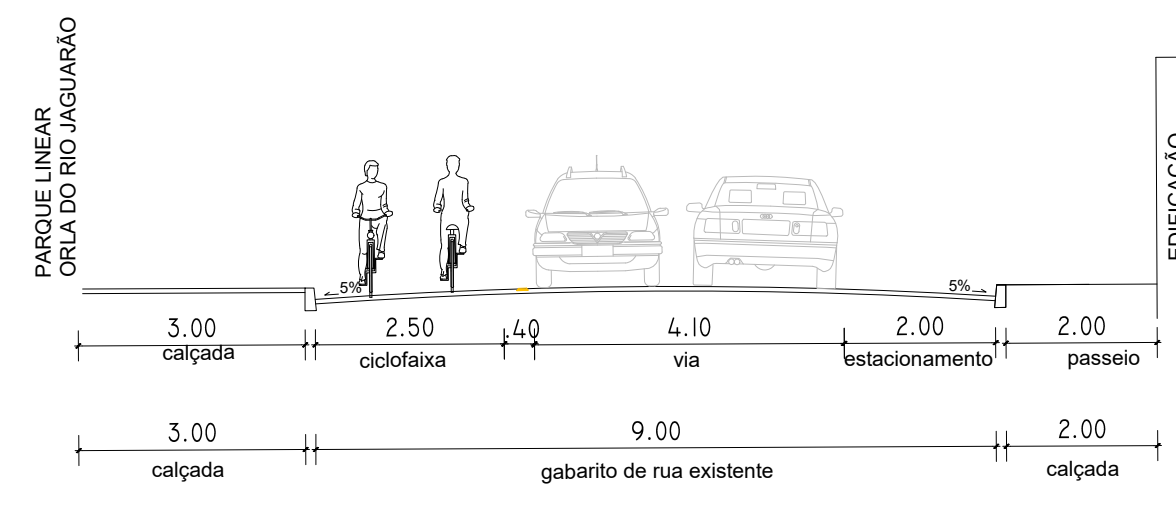 PARQUE LINEAR
ORLA DO RIO JAGUARÃO
EDIFICAÇÃO
5%
5%
3.00
2.50
.40
4.10
2.00
2.00
calçada
ciclofaixa
via
estacionamento
passeio
3.00
9.00
2.00
calçada
gabarito de rua existente
calçada